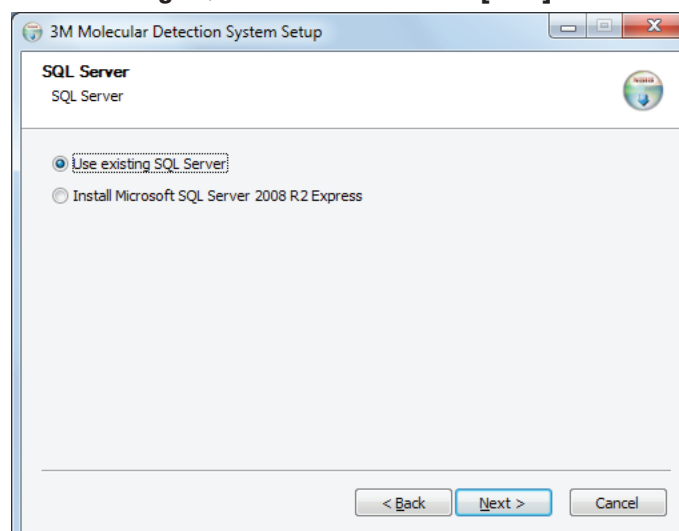 3M Molecular Detection System Setup
SQL Server
SQL Server
Use existing SQL Server
Install Microsoft SQL Server 2008 R2 Express
< Back
Next >
Cancel